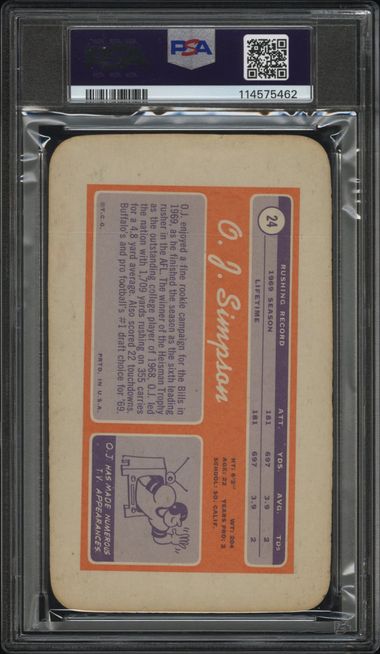 PSA
PSA
114575462
24
O. J. Simpson
HT: 6'2" WT: 204
AGE: 22 YEARS PRO: 2
SCHOOL: SO. CALIF.
RUSHING RECORD ATT. YDS. AVG. TDS
1969 SEASON 181 697 3.9 2
LIFETIME 181 697 3.9 2
O.J. enjoyed a fine rookie campaign for the Bills in
1969, as he finished the season as the sixth leading
rusher in the AFL. The winner of the Heisman Trophy
as the outstanding college player of 1968, O.J. led
the nation with 1,709 yards rushing on 355 carries
for a 4.8 yard average. Also scored 22 touchdowns.
Buffalo's and pro football's #1 draft choice for '69.
O.J. HAS MADE NUMEROUS
T.V. APPEARANCES.
©T.C.G. PRTD. IN U.S.A.